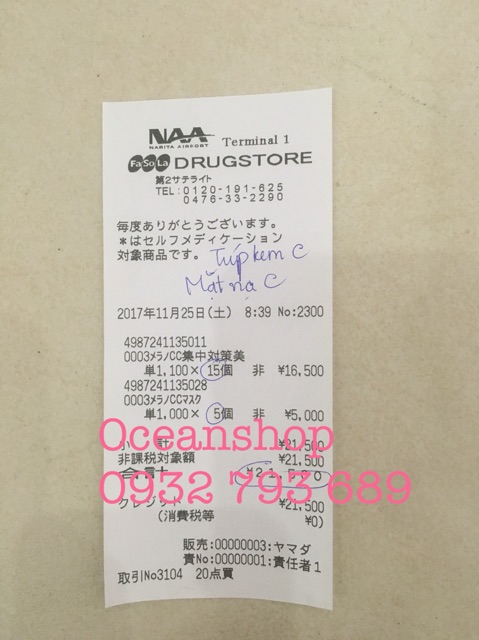 NAA
NARITA AIRPORT
Terminal 1
FaSoLa DRUGSTORE
第2サテライト
TEL:0120-191-625
0476-33-2290
毎度ありがとうございます。
*はセルフメディケーション
対象商品です。
Tuýp kem C
Mặt nạ C
2017年11月25日(土) 8:39 No:2300
4987241135011
0003ﾒﾗﾉCC集中対策美
単1,100× 15個 非 ¥16,500
4987241135028
0003ﾒﾗﾉCCマスク
単1,000× 5個 非 ¥5,000
小 計 ¥21,500
Oceanshop
非課税対象額 ¥21,500
合計 ¥21,500
0932 793 689
クレジット ¥21,500
(消費税等 ¥0)
販売:00000003:ヤマダ
責No:00000001:責任者1
取引No3104 20点買